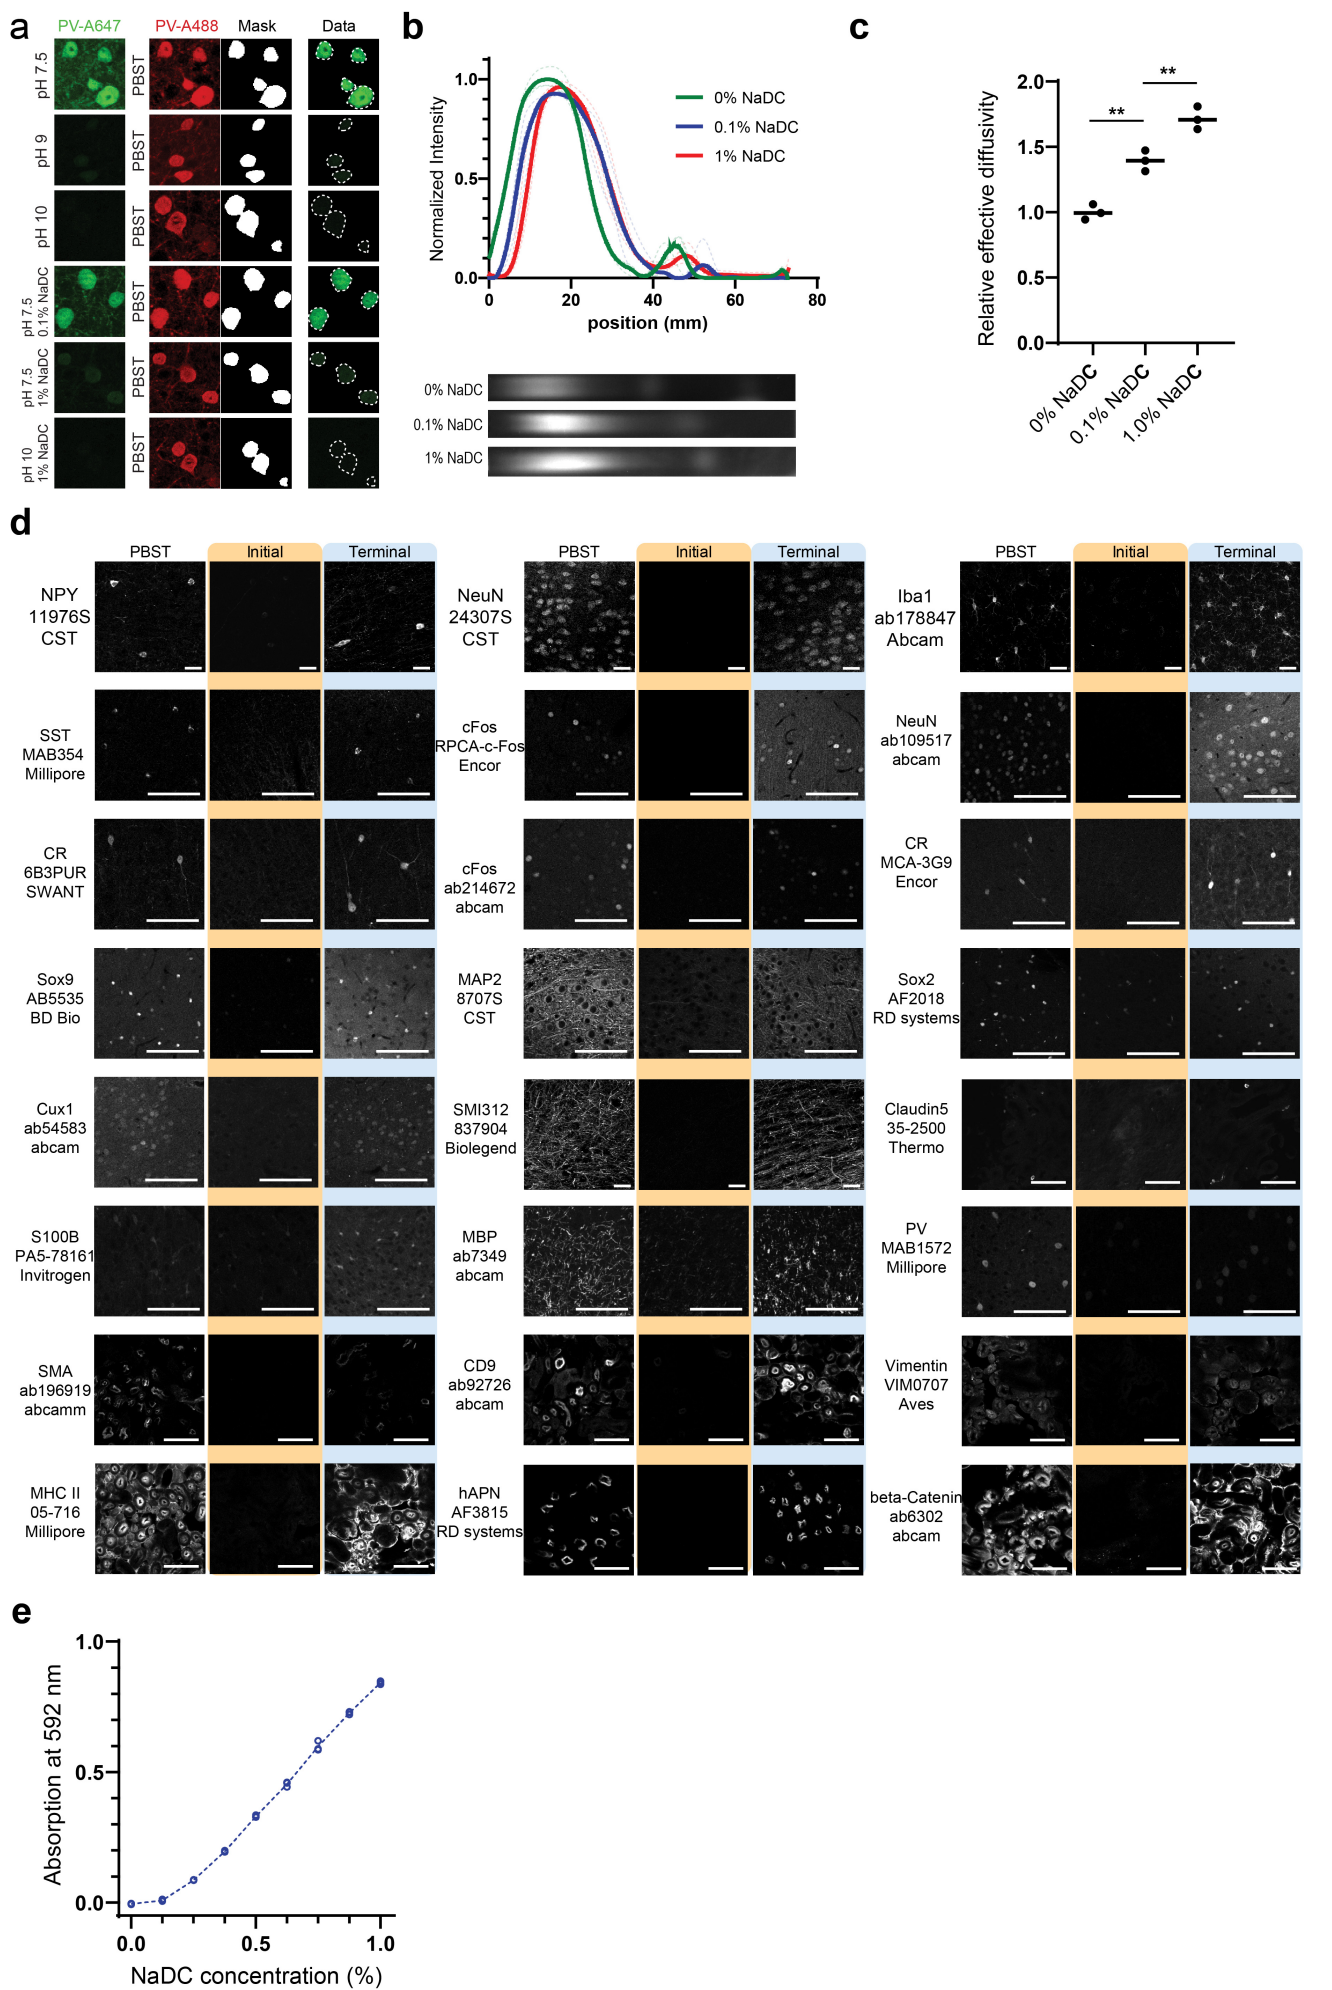 a
PV-A647
PV-A488
Mask
Data
pH 7.5
PBST
pH 9
PBST
pH 10
PBST
pH 7.5
0.1% NaDC
PBST
pH 7.5
1% NaDC
PBST
pH 10
1% NaDC
PBST
b
Normalized Intensity
1.0
0.5
0.0
0
20
40
60
80
position (mm)
0% NaDC
0.1% NaDC
1% NaDC
0% NaDC
0.1% NaDC
1% NaDC
c
Relative effective diffusivity
2.0
1.5
1.0
0.5
0.0
**
**
0% NaDC
0.1% NaDC
1.0% NaDC
d
PBST
Initial
Terminal
PBST
Initial
Terminal
PBST
Initial
Terminal
NPY
11976S
CST
NeuN
24307S
CST
Iba1
ab178847
Abcam
SST
MAB354
Millipore
cFos
RPCA-c-Fos
Encor
NeuN
ab109517
abcam
CR
6B3PUR
SWANT
cFos
ab214672
abcam
CR
MCA-3G9
Encor
Sox9
AB5535
BD Bio
MAP2
8707S
CST
Sox2
AF2018
RD systems
Cux1
ab54583
abcam
SMI312
837904
Biolegend
Claudin5
35-2500
Thermo
S100B
PA5-78161
Invitrogen
MBP
ab7349
abcam
PV
MAB1572
Millipore
SMA
ab196919
abcamm
CD9
ab92726
abcam
Vimentin
VIM0707
Aves
MHC II
05-716
Millipore
hAPN
AF3815
RD systems
beta-Catenin
ab6302
abcam
e
Absorption at 592 nm
1.0
0.5
0.0
0.0
0.5
1.0
NaDC concentration (%)